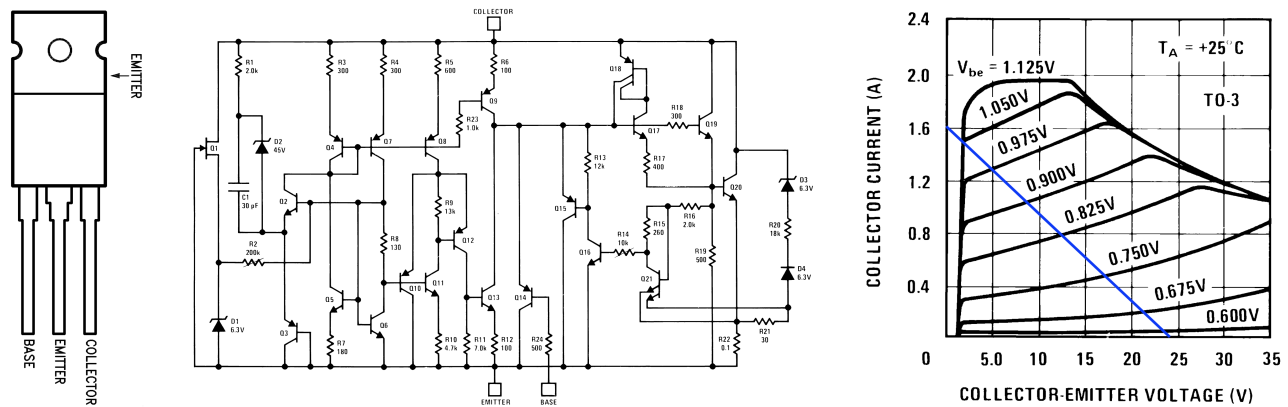 EMITTER
BASE
EMITTER
COLLECTOR
COLLECTOR
R1
2.0k
R3
300
R4
300
R5
600
R6
100
Q18
Q9
R23
1.0k
R18
300
Q19
Q1
D2
45V
Q4
Q7
Q8
Q17
R17
400
R13
12k
Q20
D3
6.3V
C1
30 pF
Q2
R9
13k
Q15
R15
260
R16
2.0k
R20
18k
R2
200k
R8
130
Q12
R14
10k
Q16
R19
500
D4
6.3V
Q21
Q5
Q10
Q11
Q13
Q14
D1
6.3V
Q3
Q6
R21
30
R7
180
R10
4.7k
R11
7.0k
R12
100
R24
500
R22
0.1
EMITTER
BASE
COLLECTOR CURRENT (A)
2.4
2.0
1.6
1.2
0.8
0.4
0
TA = +25°C
Vbe = 1.125V
TO-3
1.050V
0.975V
0.900V
0.825V
0.750V
0.675V
0.600V
5.0
10
15
20
25
30
35
COLLECTOR-EMITTER VOLTAGE (V)